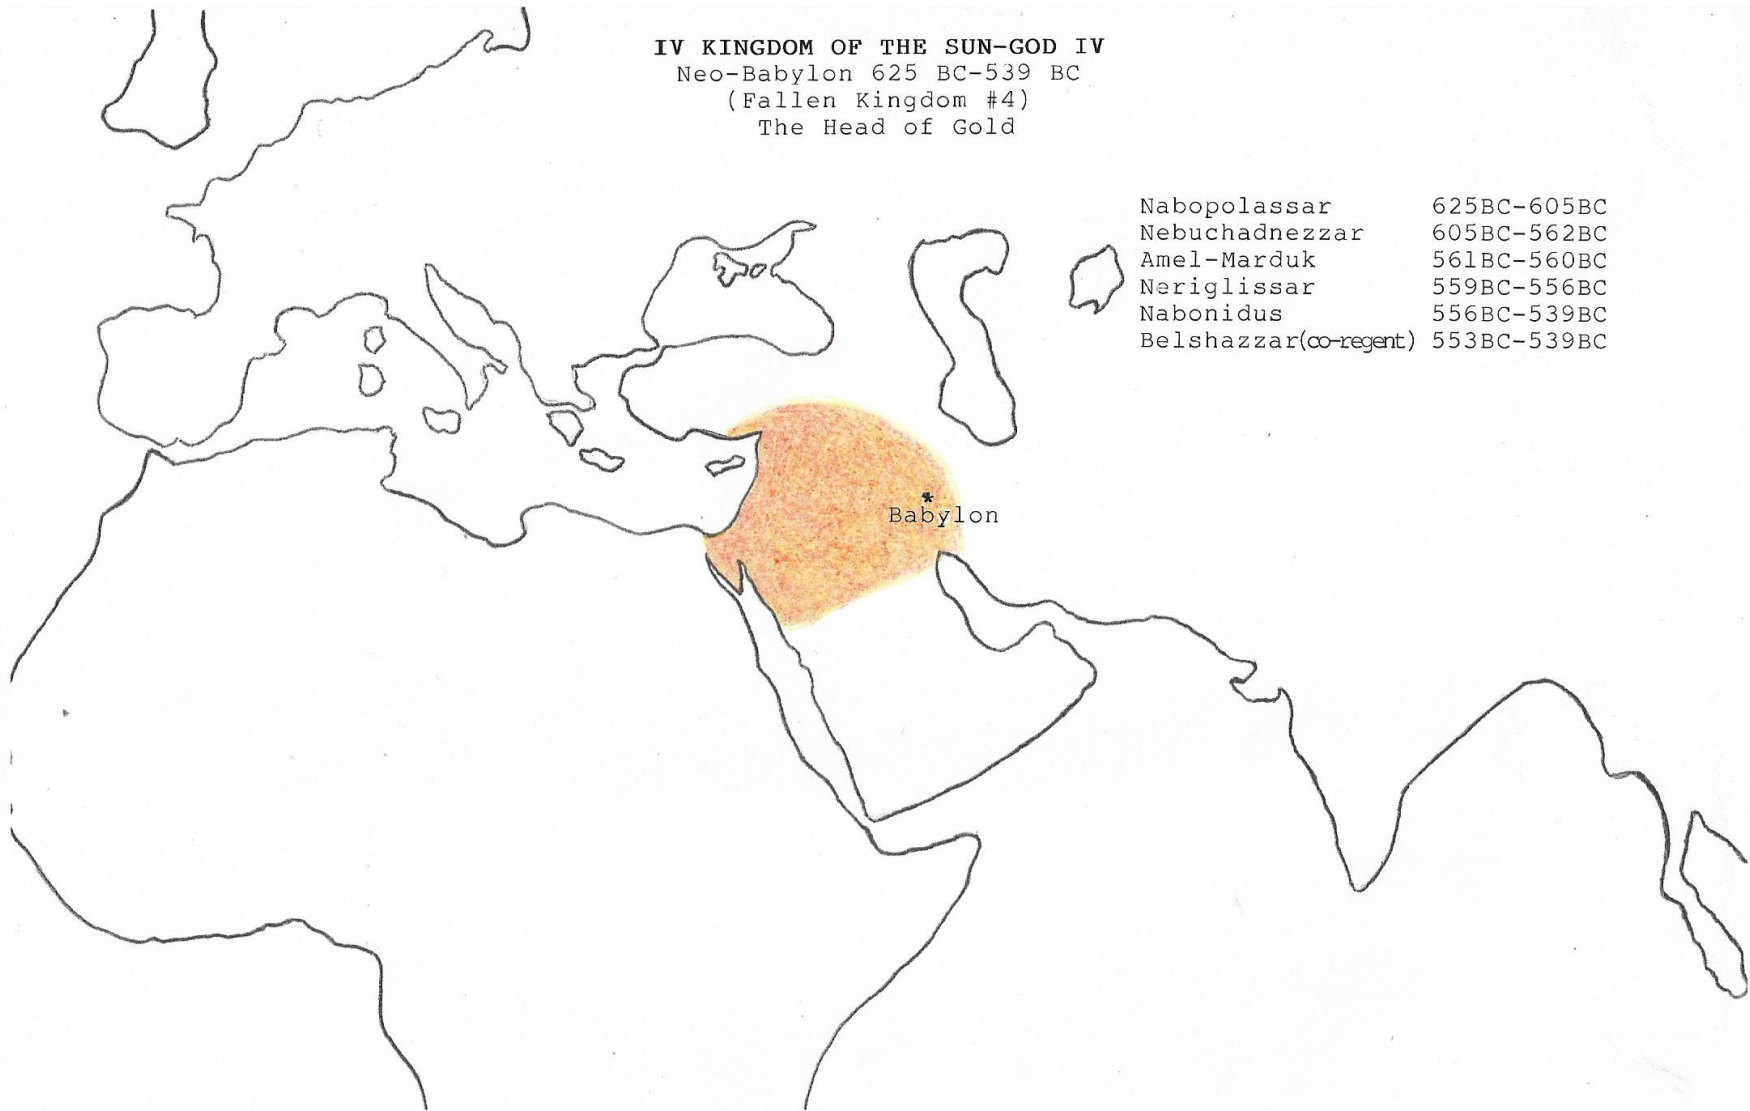 IV KINGDOM OF THE SUN-GOD IV
Neo-Babylon 625 BC-539 BC
(Fallen Kingdom #4)
The Head of Gold
Nabopolassar 625BC-605BC
Nebuchadnezzar 605BC-562BC
Amel-Marduk 561BC-560BC
Neriglissar 559BC-556BC
Nabonidus 556BC-539BC
Belshazzar(co-regent) 553BC-539BC
*
Babylon